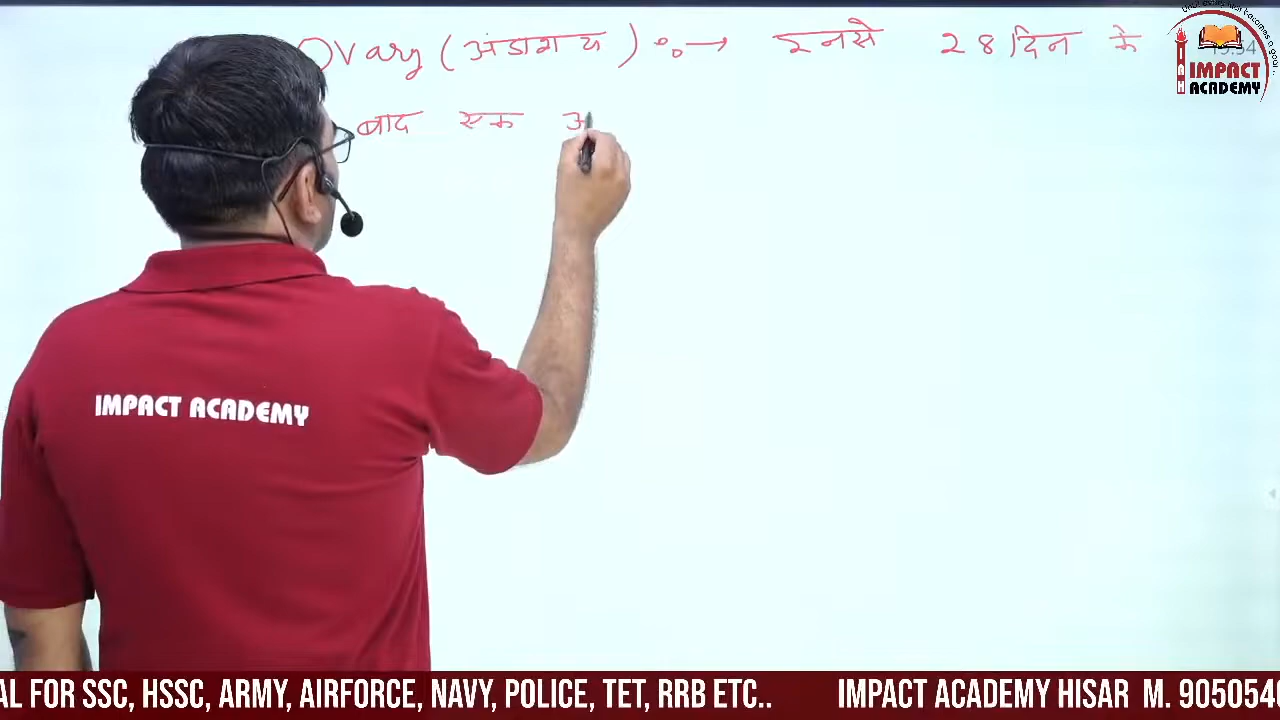 Ovary (अंडाशय) :→ इनसे 28 दिन के
बाद एक अ
IMPACT
ACADEMY
IMPACT ACADEMY
AL FOR SSC, HSSC, ARMY, AIRFORCE, NAVY, POLICE, TET, RRB ETC.. IMPACT ACADEMY HISAR M. 9050540